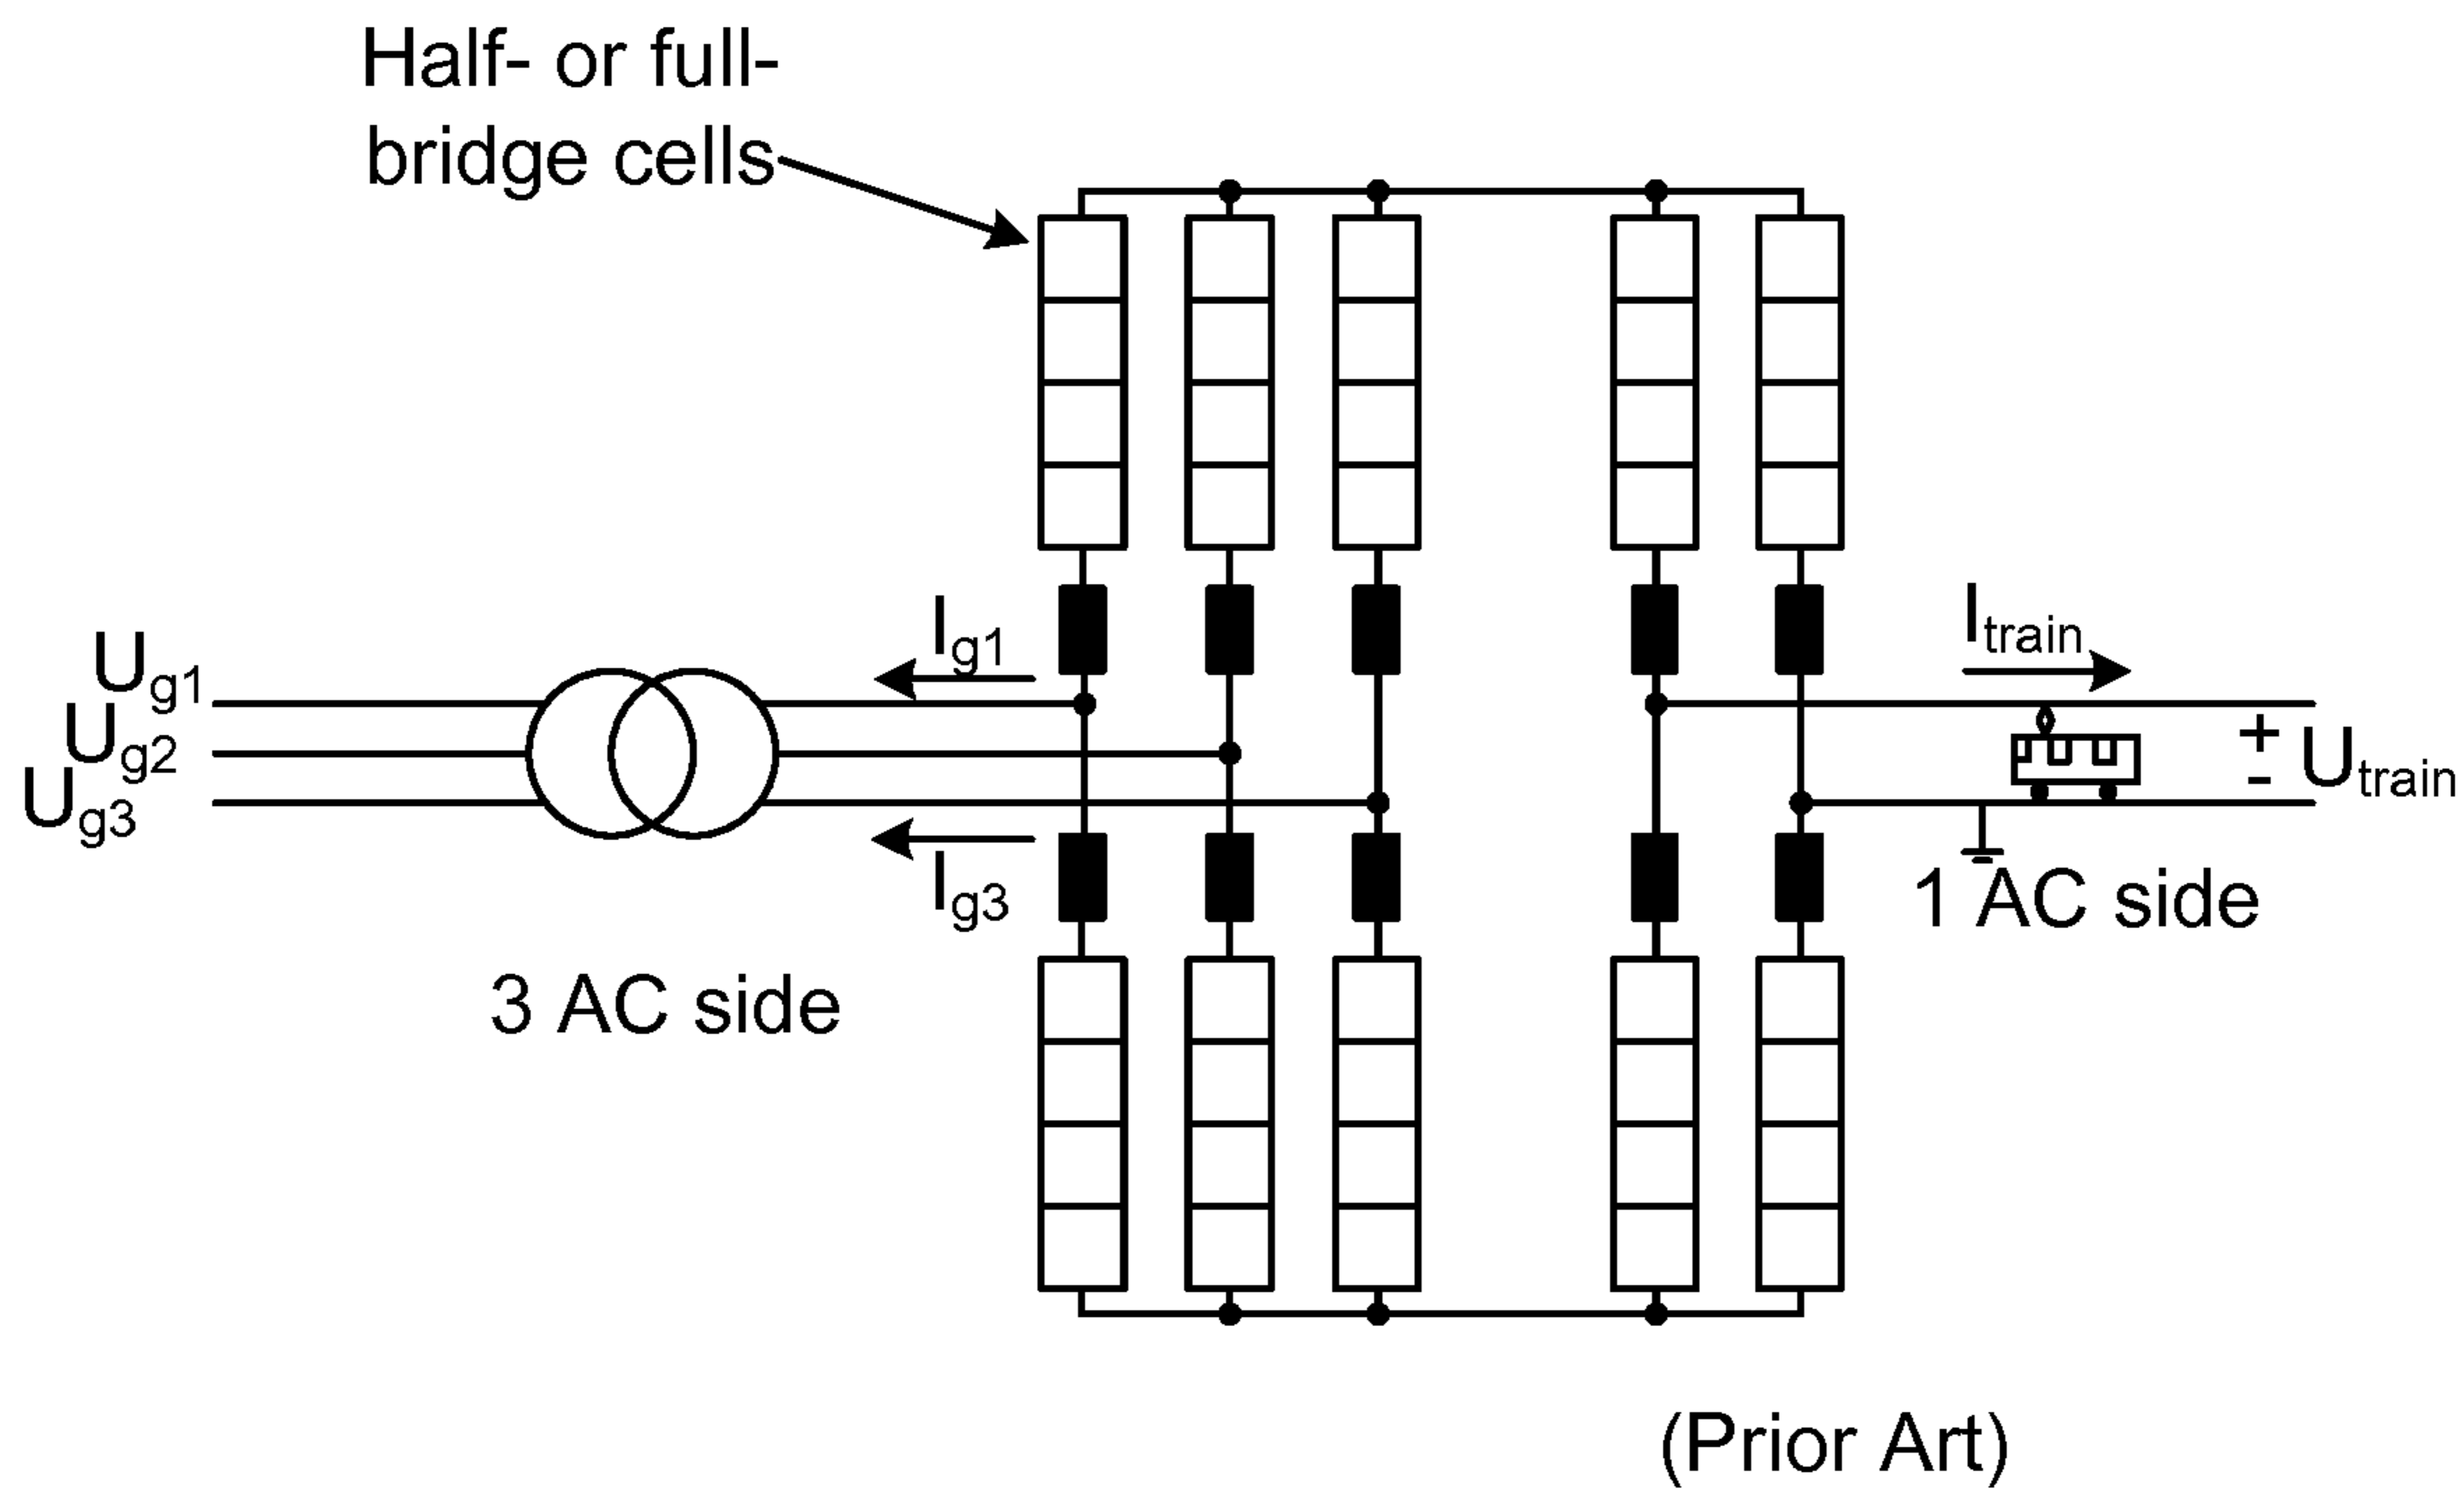 Half- or full-
bridge cells
Ig1
Itrain
Ug1
Ug2
Ug3
+
-
Utrain
Ig3
1 AC side
3 AC side
(Prior Art)